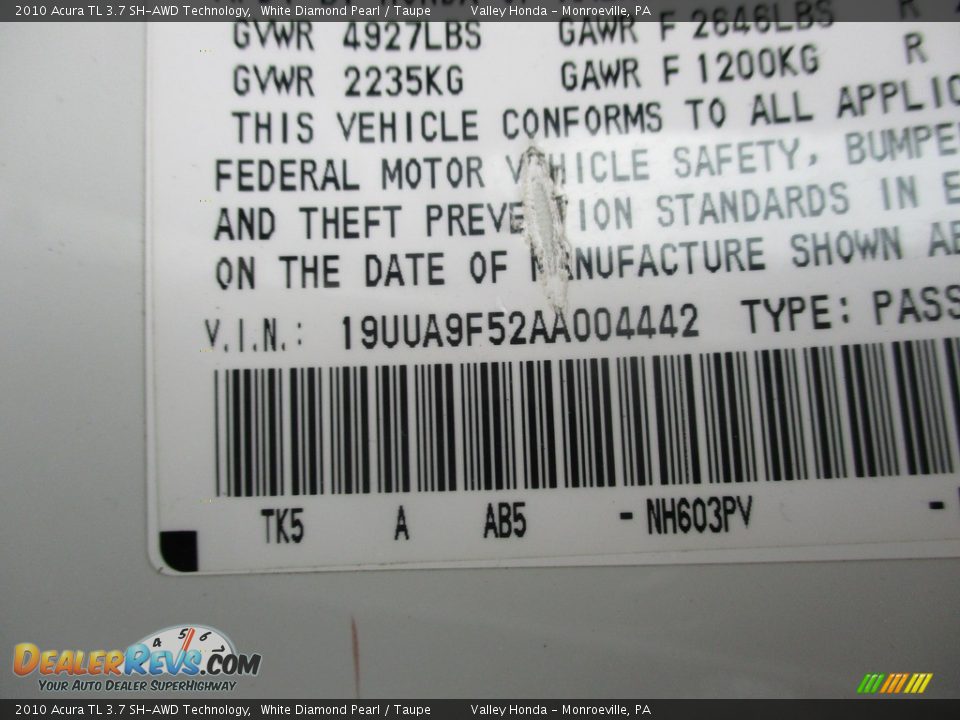 2010 Acura TL 3.7 SH-AWD Technology, White Diamond Pearl / Taupe Valley Honda - Monroeville, PA
GVWR 4927LBS GAWR F 2646LBS R
GVWR 2235KG GAWR F 1200KG R
THIS VEHICLE CONFORMS TO ALL APPLIC
FEDERAL MOTOR VEHICLE SAFETY, BUMPE
AND THEFT PREVENTION STANDARDS IN E
ON THE DATE OF MANUFACTURE SHOWN AB
V.I.N.: 19UUA9F52AA004442 TYPE: PASS
TK5 A AB5 - NH603PV -
4 5 6
DEALERREVS.COM
YOUR AUTO DEALER SUPERHIGHWAY
2010 Acura TL 3.7 SH-AWD Technology, White Diamond Pearl / Taupe Valley Honda - Monroeville, PA